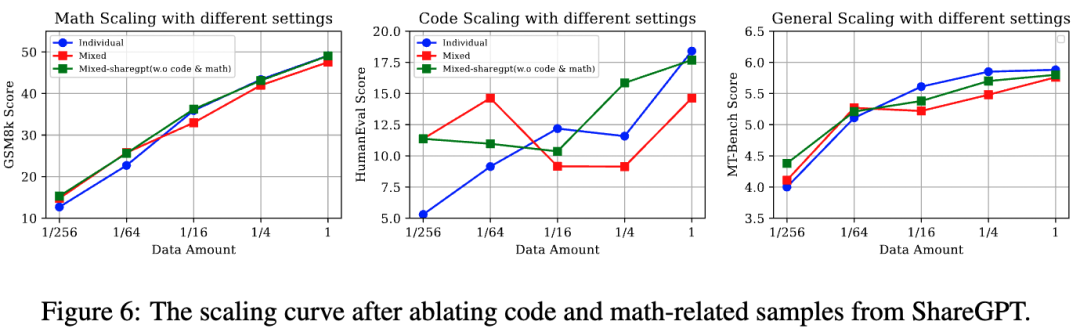 Math Scaling with different settings
GSM8k Score
50
40
30
20
10
Individual
Mixed
Mixed-sharegpt(w.o code & math)
1/256 1/64 1/16 1/4 1
Data Amount
Code Scaling with different settings
HumanEval Score
20.0
17.5
15.0
12.5
10.0
7.5
5.0
Individual
Mixed
Mixed-sharegpt(w.o code & math)
1/256 1/64 1/16 1/4 1
Data Amount
General Scaling with different settings
MT-Bench Score
6.5
6.0
5.5
5.0
4.5
4.0
3.5
1/256 1/64 1/16 1/4 1
Data Amount
Figure 6: The scaling curve after ablating code and math-related samples from ShareGPT.